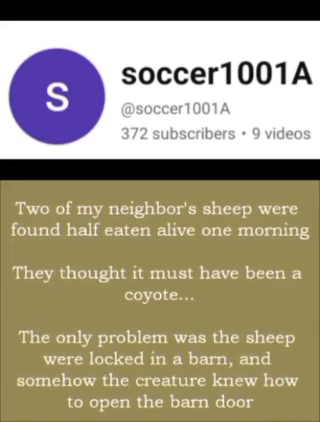 S
soccer1001A
@soccer1001A
372 subscribers • 9 videos
Two of my neighbor's sheep were
found half eaten alive one morning
They thought it must have been a
coyote...
The only problem was the sheep
were locked in a barn, and
somehow the creature knew how
to open the barn door